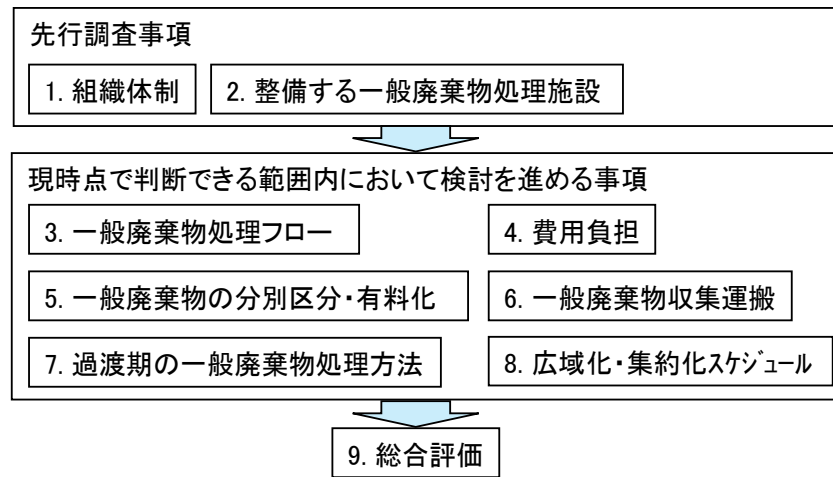 先行調査事項
1. 組織体制
2. 整備する一般廃棄物処理施設
現時点で判断できる範囲内において検討を進める事項
3. 一般廃棄物処理フロー
4. 費用負担
5. 一般廃棄物の分別区分・有料化
6. 一般廃棄物収集運搬
7. 過渡期の一般廃棄物処理方法
8. 広域化・集約化ｽｹｼﾞｭｰﾙ
9. 総合評価